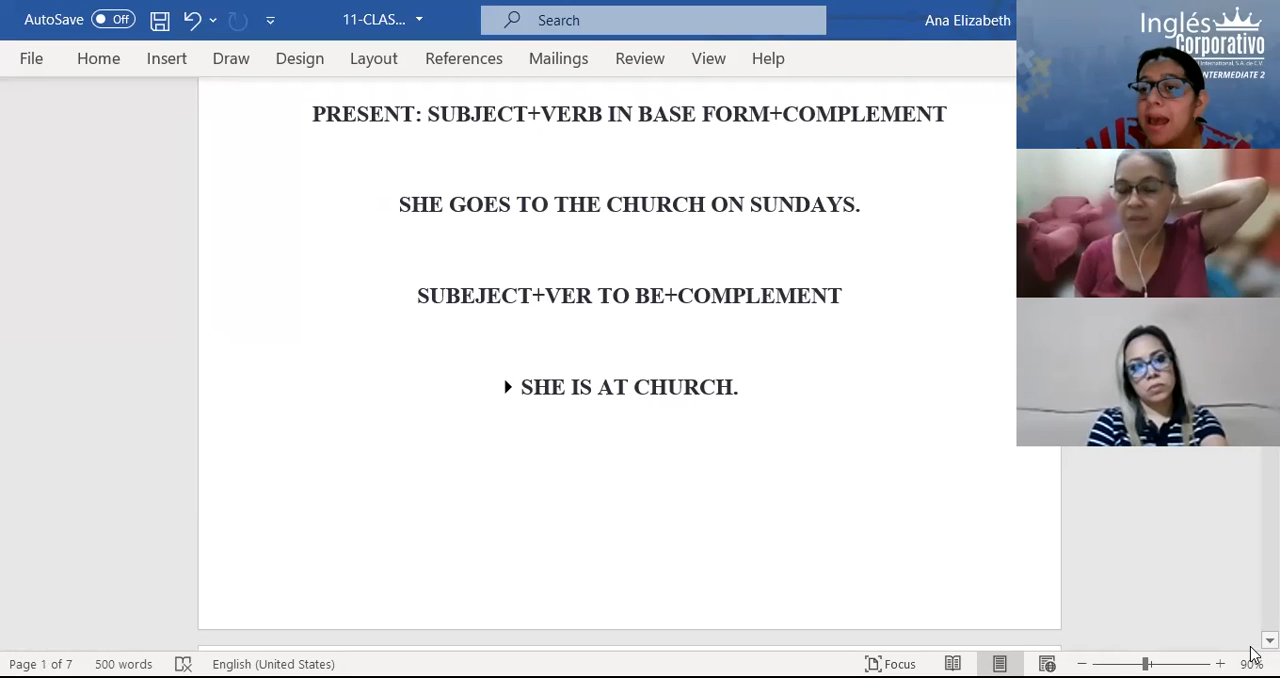 AutoSave Off 11-CLAS... Search Ana Elizabeth
File Home Insert Draw Design Layout References Mailings Review View Help
Inglés
Corporativo
International, S.A. de C.V.
INTERMEDIATE 2
PRESENT: SUBJECT+VERB IN BASE FORM+COMPLEMENT
SHE GOES TO THE CHURCH ON SUNDAYS.
SUBEJECT+VER TO BE+COMPLEMENT
SHE IS AT CHURCH.
Page 1 of 7 500 words English (United States) Focus 90%